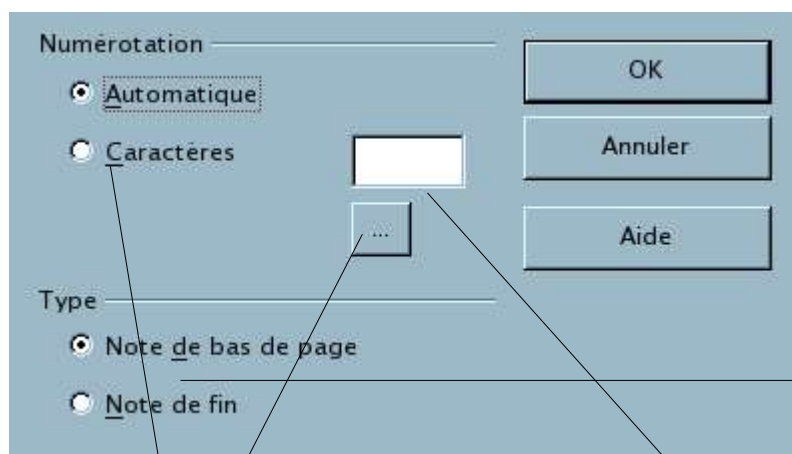 Numérotation
OK
Automatique
Caractères
Annuler
...
Aide
Type
Note de bas de page
Note de fin